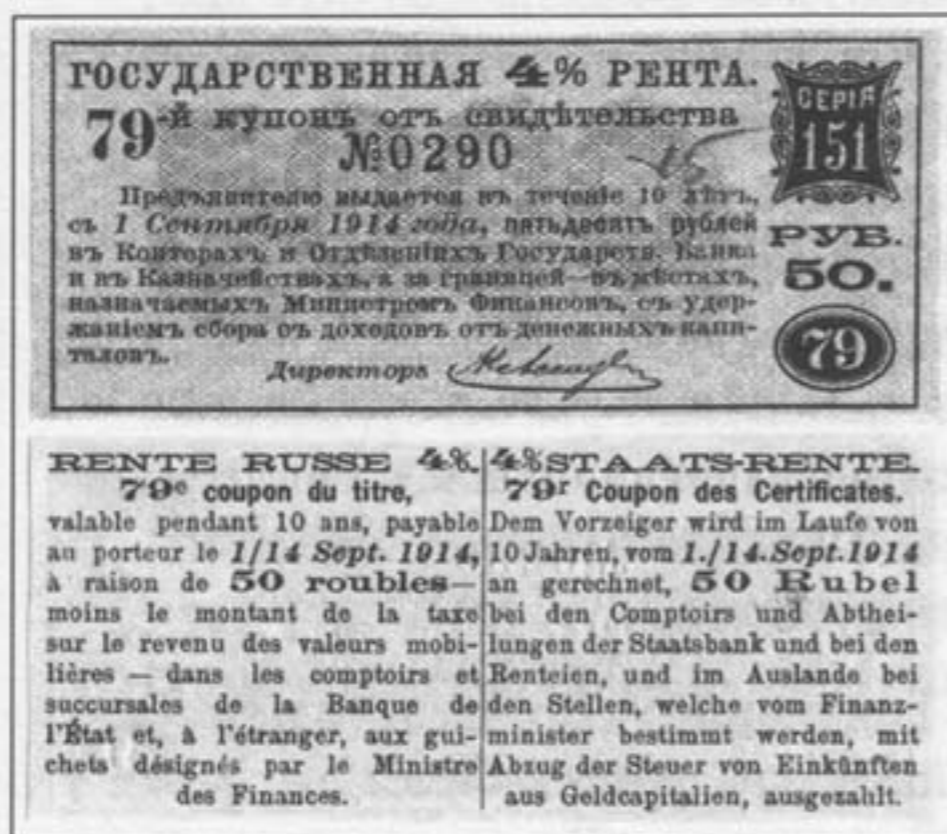 ГОСУДАРСТВЕННАЯ 4% РЕНТА.
79-й купонъ отъ свидѣтельства
№ 0290
СЕРІЯ
151
Предъявителю выдается въ теченіе 10 лѣтъ,
съ 1 Сентября 1914 года, пятьдесятъ рублей
въ Конторахъ и Отдѣленіяхъ Государств. Банка
и въ Казначействахъ, а за границей—въ мѣстахъ,
назначаемыхъ Министромъ Финансовъ, съ удер-
жаніемъ сбора съ доходовъ отъ денежныхъ капи-
таловъ.
Директоръ
РУБ.
50.
79
RENTE RUSSE 4%.
79e coupon du titre,
valable pendant 10 ans, payable
au porteur le 1/14 Sept. 1914,
à raison de 50 roubles—
moins le montant de la taxe
sur le revenu des valeurs mobi-
lières — dans les comptoirs et
succursales de la Banque de
l'État et, à l'étranger, aux gui-
chets désignés par le Ministre
des Finances.
4% STAATS-RENTE.
79r Coupon des Certificates.
Dem Vorzeiger wird im Laufe von
10 Jahren, vom 1./14. Sept. 1914
an gerechnet, 50 Rubel
bei den Comptoirs und Abthei-
lungen der Staatsbank und bei den
Renteien, und im Auslande bei
den Stellen, welche vom Finanz-
minister bestimmt werden, mit
Abzug der Steuer von Einkünften
aus Geldcapitalien, ausgezahlt.